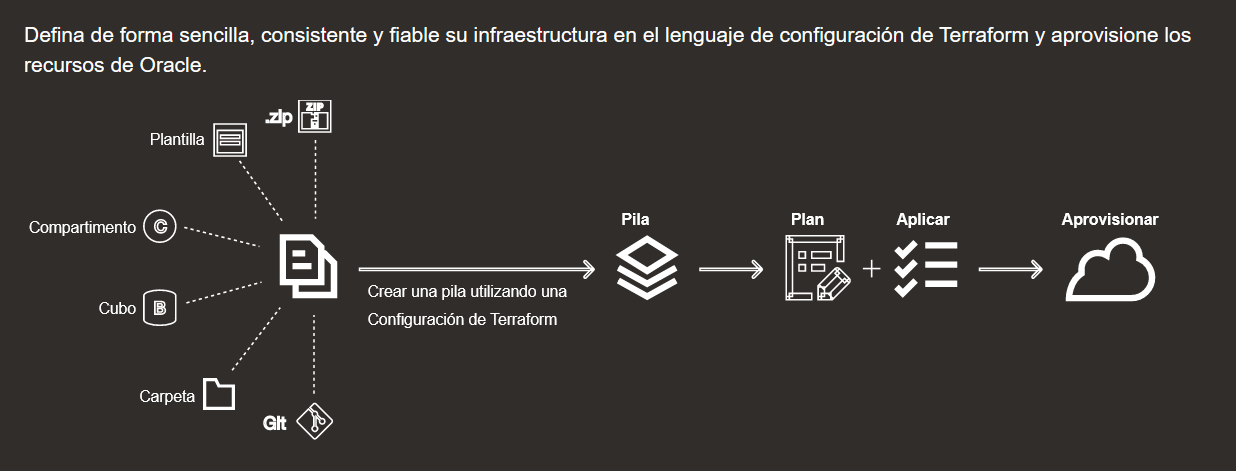 Defina de forma sencilla, consistente y fiable su infraestructura en el lenguaje de configuración de Terraform y aprovisione los
recursos de Oracle.
.zip
ZIP
Plantilla
Compartimento
C
Cubo
B
Carpeta
Git
Crear una pila utilizando una
Configuración de Terraform
Pila
Plan
+
Aplicar
Aprovisionar